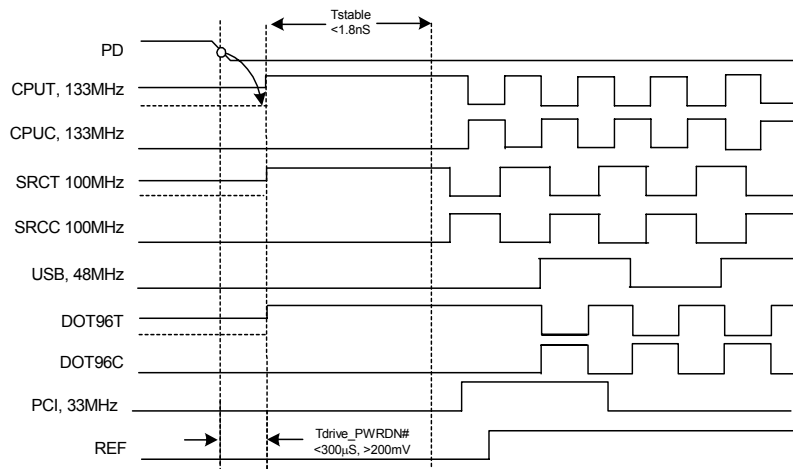 Tstable
<1.8nS
PD
CPUT, 133MHz
CPUC, 133MHz
SRCT 100MHz
SRCC 100MHz
USB, 48MHz
DOT96T
DOT96C
PCI, 33MHz
Tdrive_PWRDN#
<300µS, >200mV
REF